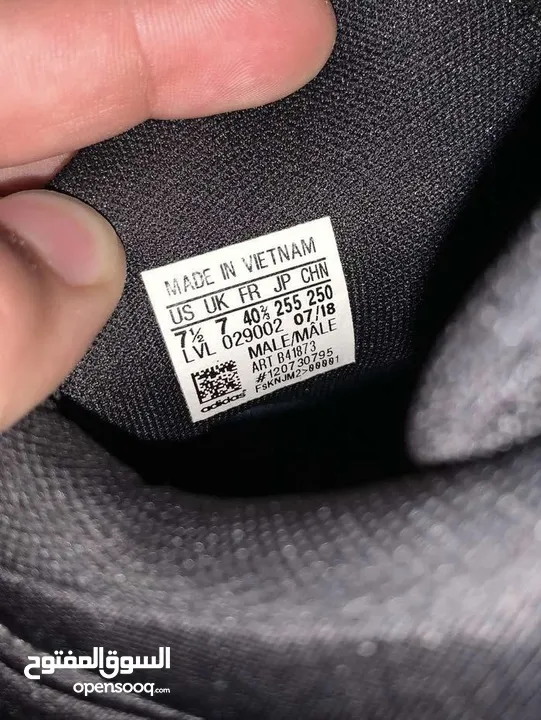 MADE IN VIETNAM
US UK FR JP CHN
7½ 7 40⅔ 255 250
LVL 029002 07/18
MALE/MÂLE
ART B41873
#120730795
FSKNJM2>00001
adidas
السوق المفتوح
opensooq.com